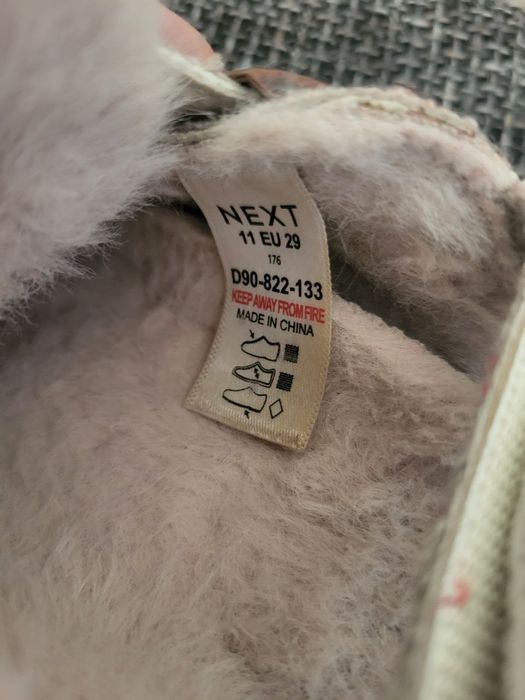 NEXT
11 EU 29
176
D90-822-133
KEEP AWAY FROM FIRE
MADE IN CHINA